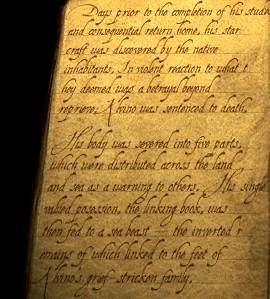 Days prior to the completion of his studi
and consequential return home, his star
craft was discovered by the native
inhabitants. In violent reaction to what t
hey deemed was a betrayal beyond
reprieve, Alvino was sentenced to death.
His body was severed into five parts,
which were distributed across the land
and sea as a warning to others. His single
valued posession, the linking book, was
then fed to a sea beast — the inverted r
emains of which linked to the feet of
Alvino's grief-stricken family.